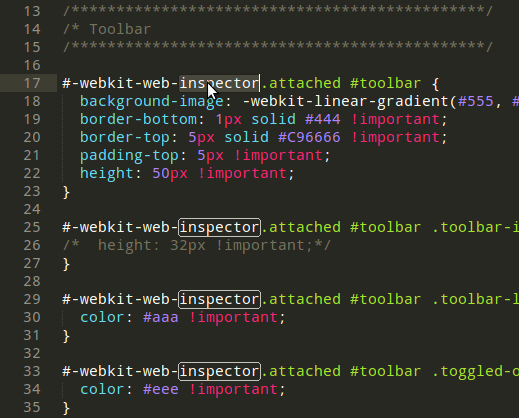 13 /**********************************************/
14 /* Toolbar
15 /**********************************************/
16
17 #-webkit-web-inspector.attached #toolbar {
18 background-image: -webkit-linear-gradient(#555, #
19 border-bottom: 1px solid #444 !important;
20 border-top: 5px solid #C96666 !important;
21 padding-top: 5px !important;
22 height: 50px !important;
23 }
24
25 #-webkit-web-inspector.attached #toolbar .toolbar-i
26 /*  height: 32px !important;*/
27 }
28
29 #-webkit-web-inspector.attached #toolbar .toolbar-l
30 color: #aaa !important;
31 }
32
33 #-webkit-web-inspector.attached #toolbar .toggled-o
34 color: #eee !important;
35 }